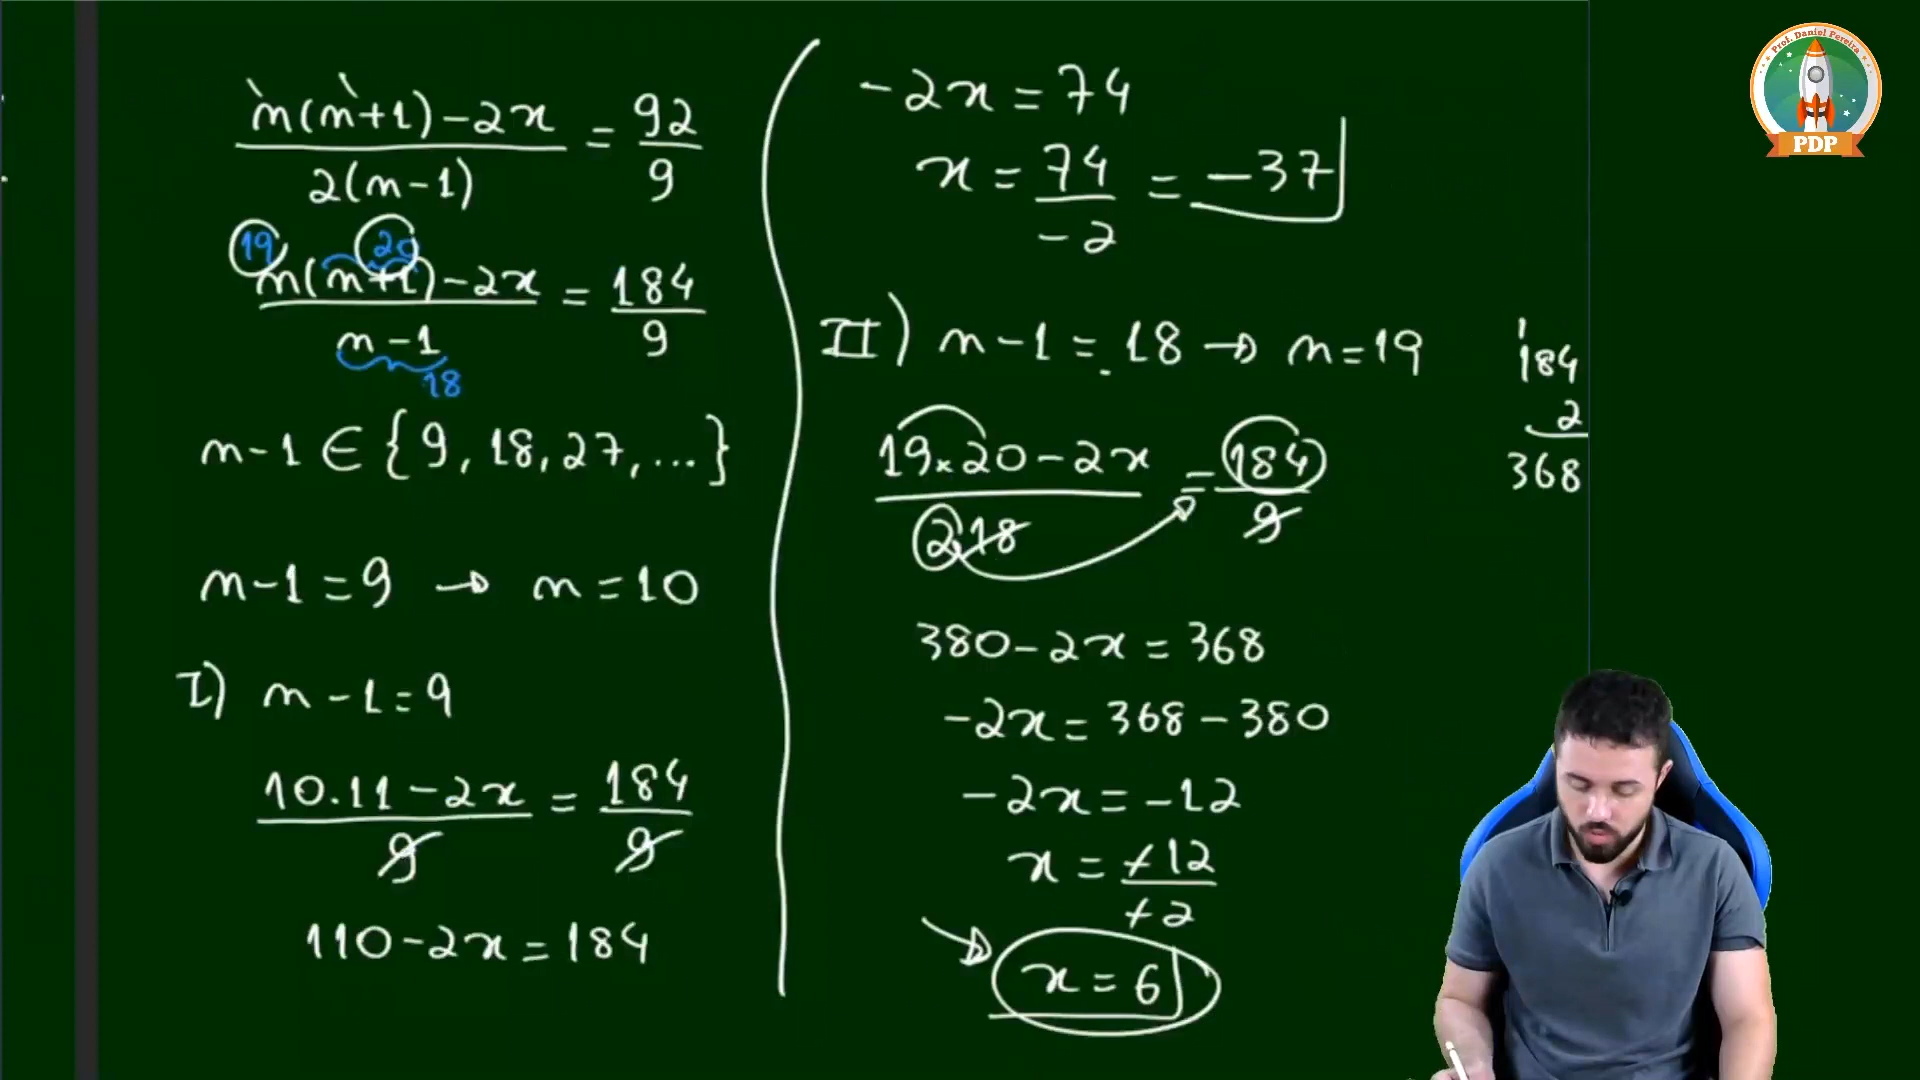 n(n+1)-2x / 2(n-1) = 92/9
19 20
n(n+1)-2x / n-1 = 184/9
18
n-1 ∈ {9, 18, 27, ...}
n-1 = 9 → n = 10
I) n-1 = 9
10.11-2x / 9 = 184/9
110-2x = 184
-2x = 74
x = 74/-2 = -37
II) n-1 = 18 → n = 19
19x20-2x / 2 18 = 184/9
380-2x = 368
-2x = 368-380
-2x = -12
x = -12/-2
x = 6
1
184
2
368
Prof. Daniel Pereira
PDP